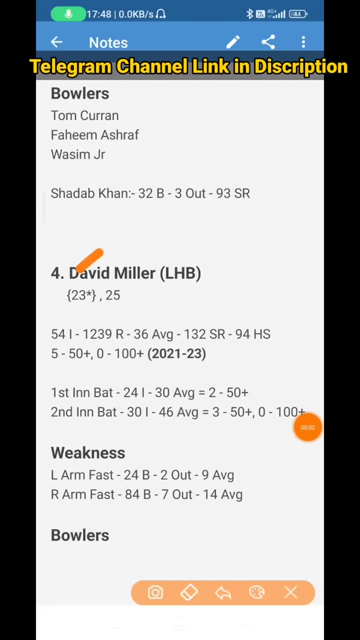 17:48 | 0.0KB/s
44
Notes
Telegram Channel Link in Discription
Bowlers
Tom Curran
Faheem Ashraf
Wasim Jr
Shadab Khan:- 32 B - 3 Out - 93 SR
4. David Miller (LHB)
{23*} , 25
54 I - 1239 R - 36 Avg - 132 SR - 94 HS
5 - 50+, 0 - 100+ (2021-23)
1st Inn Bat - 24 I - 30 Avg = 2 - 50+
2nd Inn Bat - 30 I - 46 Avg = 3 - 50+, 0 - 100+
00:02
Weakness
L Arm Fast - 24 B - 2 Out - 9 Avg
R Arm Fast - 84 B - 7 Out - 14 Avg
Bowlers